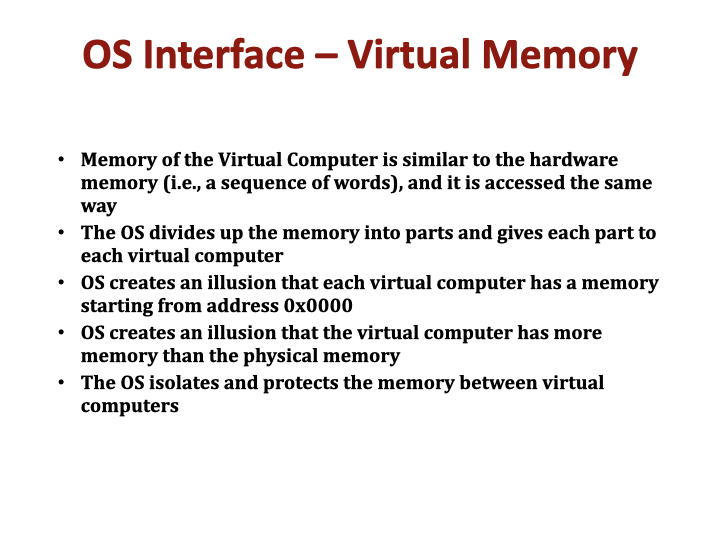 OS Interface – Virtual Memory
• Memory of the Virtual Computer is similar to the hardware
memory (i.e., a sequence of words), and it is accessed the same
way
• The OS divides up the memory into parts and gives each part to
each virtual computer
• OS creates an illusion that each virtual computer has a memory
starting from address 0x0000
• OS creates an illusion that the virtual computer has more
memory than the physical memory
• The OS isolates and protects the memory between virtual
computers